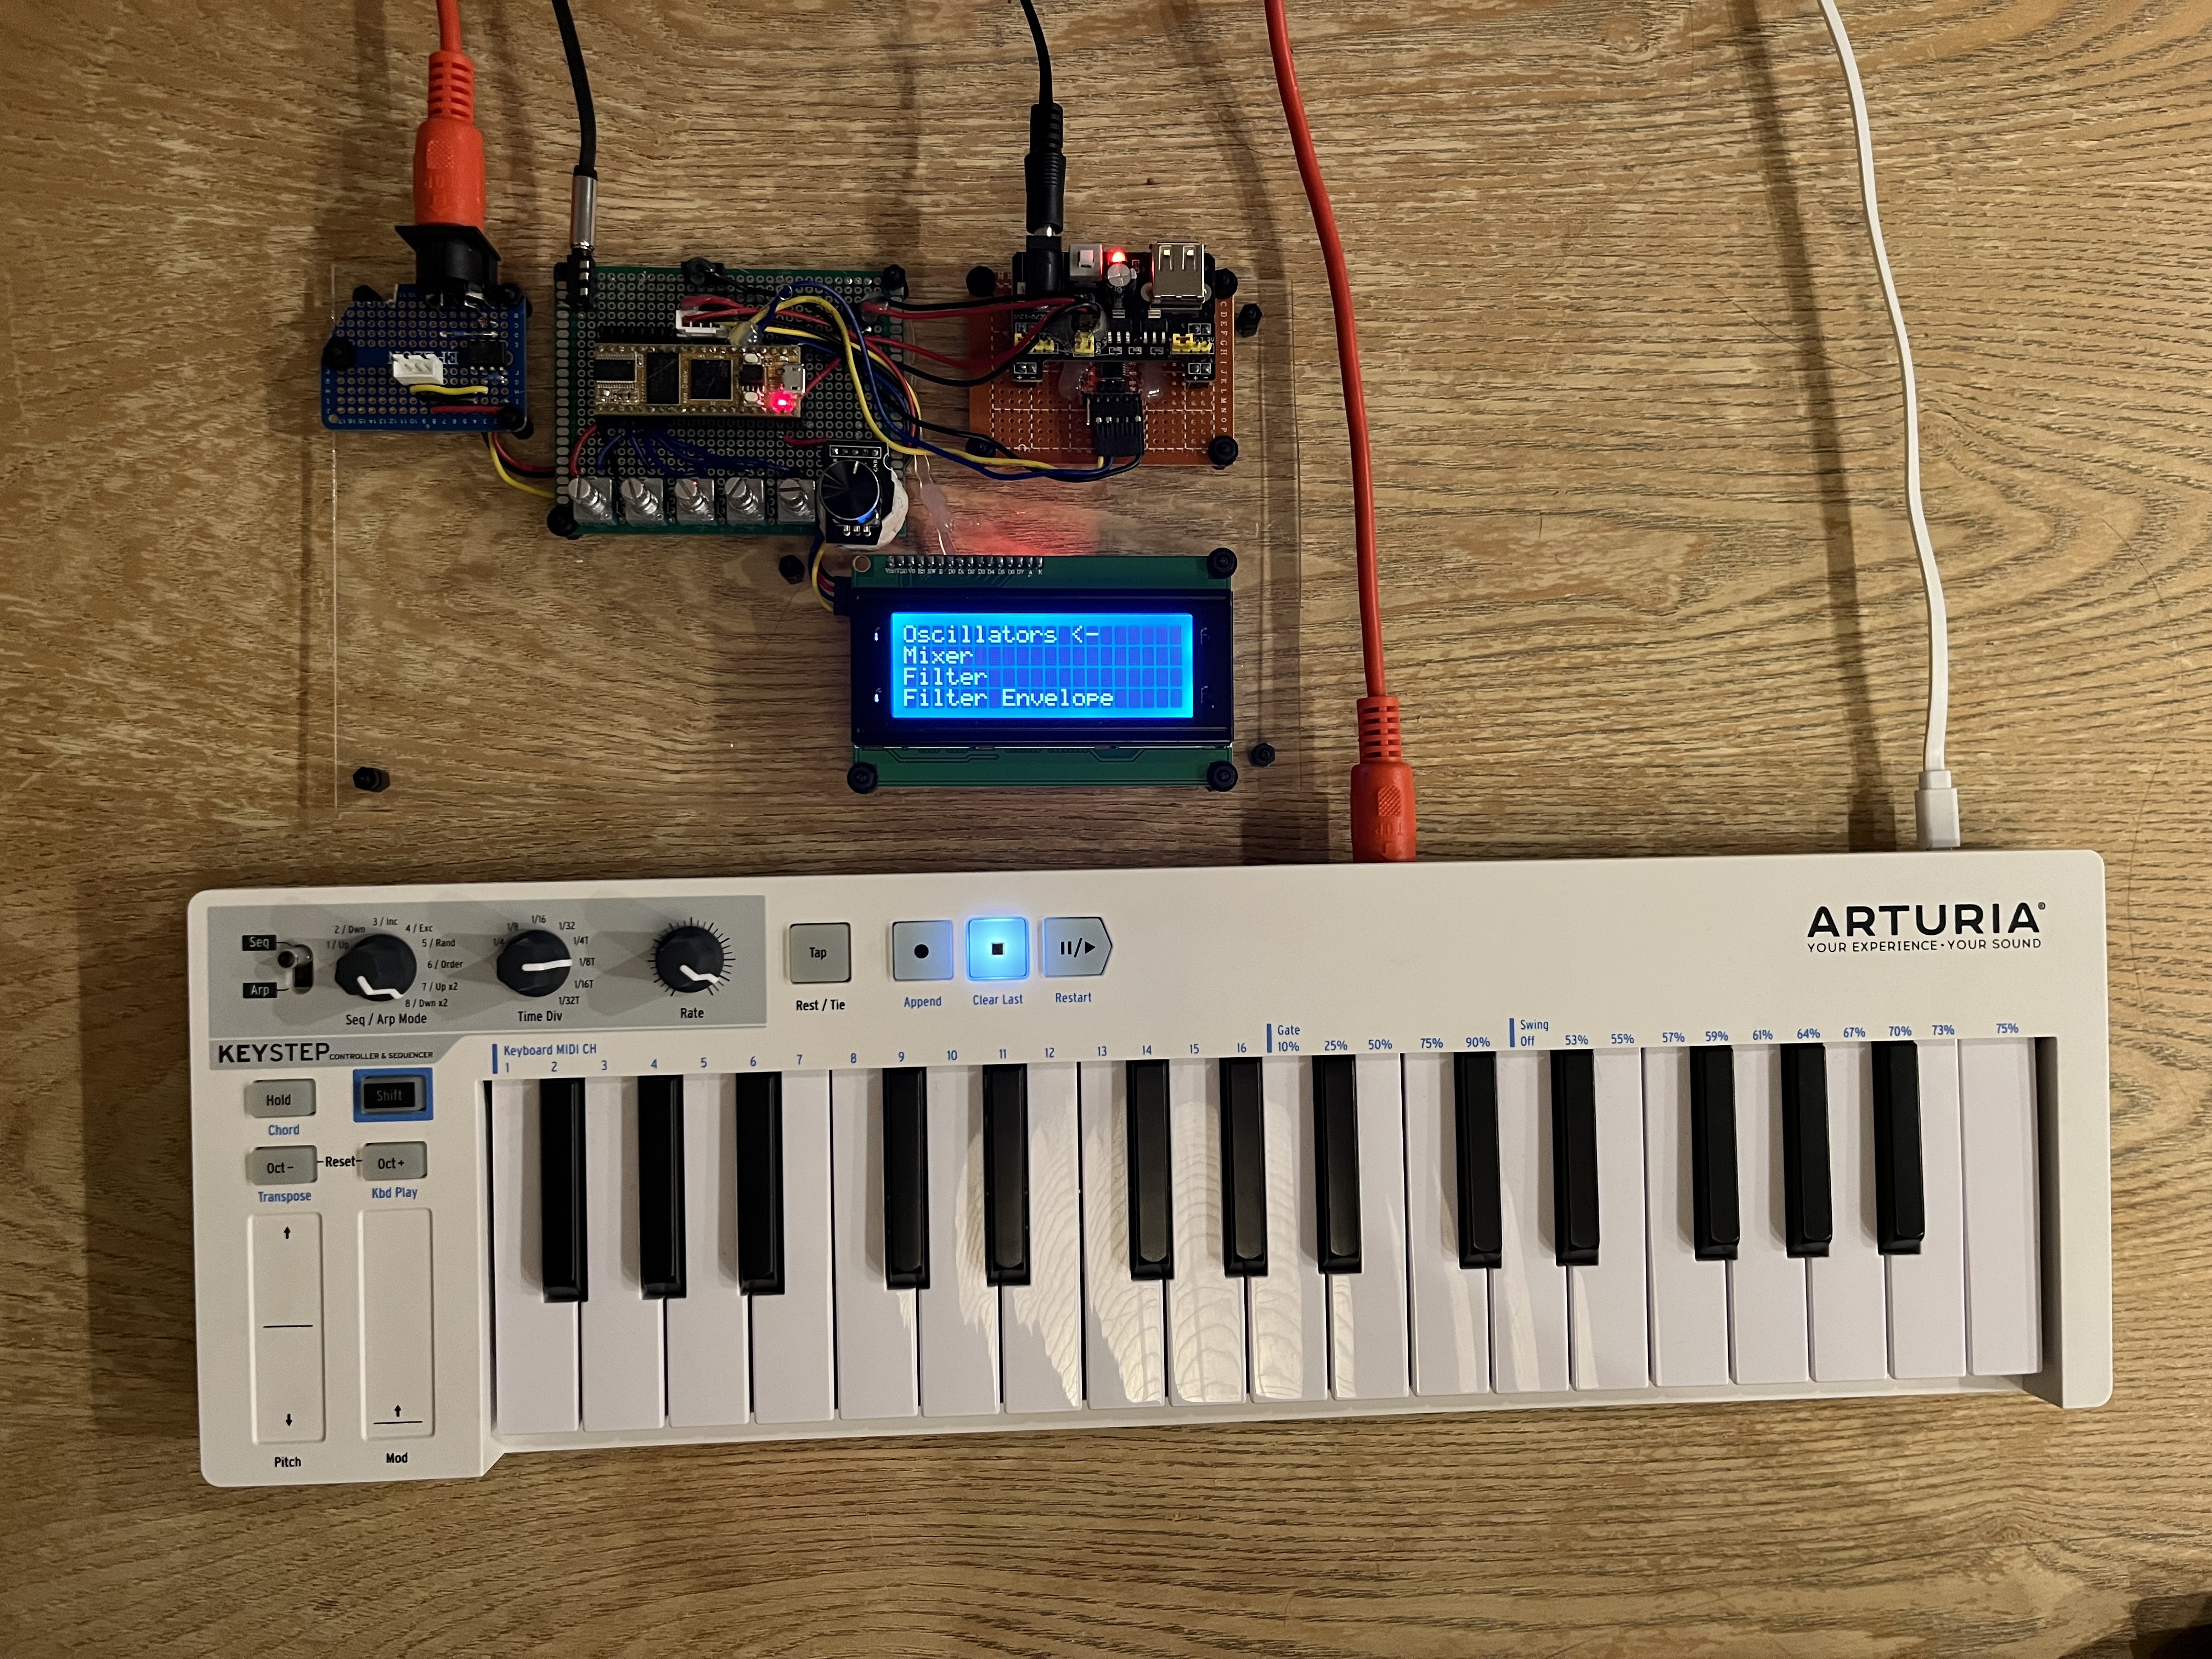 Oscillators <-
Mixer
Filter
Filter Envelope
ARTURIA
YOUR EXPERIENCE • YOUR SOUND
Seq
Arp
1 / Up
2 / Dwn
3 / Inc
4 / Exc
5 / Rand
6 / Order
7 / Up x2
8 / Dwn x2
Seq / Arp Mode
1/4
1/8
1/16
1/32
1/4T
1/8T
1/16T
1/32T
Time Div
Rate
Tap
Rest / Tie
Append
Clear Last
II/▶
Restart
KEYSTEP CONTROLLER & SEQUENCER
Keyboard MIDI CH
1 2 3 4 5 6 7 8 9 10 11 12 13 14 15 16
Gate
10% 25% 50% 75% 90%
Swing
Off 53% 55% 57% 59% 61% 64% 67% 70% 73% 75%
Hold
Chord
Shift
Oct -
Reset
Oct +
Transpose
Kbd Play
Pitch
Mod